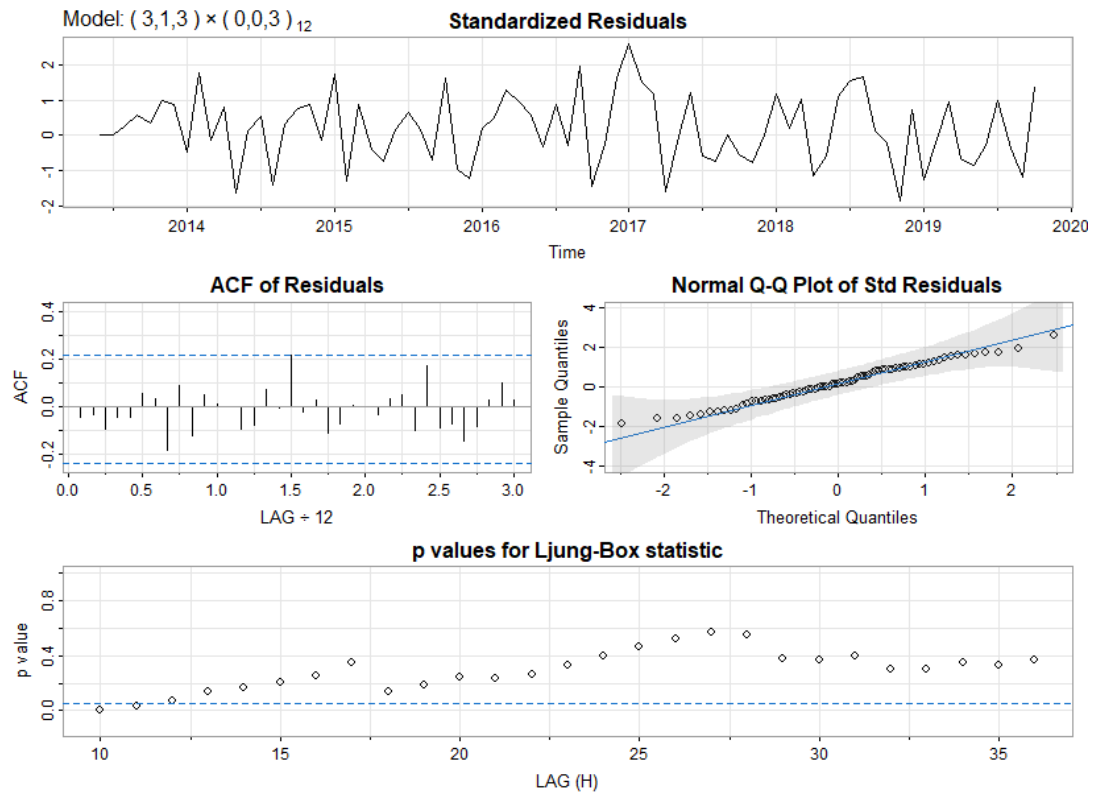 Model: ( 3,1,3 ) × ( 0,0,3 ) 12
Standardized Residuals
2
1
0
-1
-2
2014 2015 2016 2017 2018 2019 2020
Time
ACF of Residuals
0.4
0.2
0.0
-0.2
ACF
0.0 0.5 1.0 1.5 2.0 2.5 3.0
LAG ÷ 12
Normal Q-Q Plot of Std Residuals
4
2
0
-2
-4
Sample Quantiles
-2 -1 0 1 2
Theoretical Quantiles
p values for Ljung-Box statistic
0.8
0.4
0.0
p value
10 15 20 25 30 35
LAG (H)